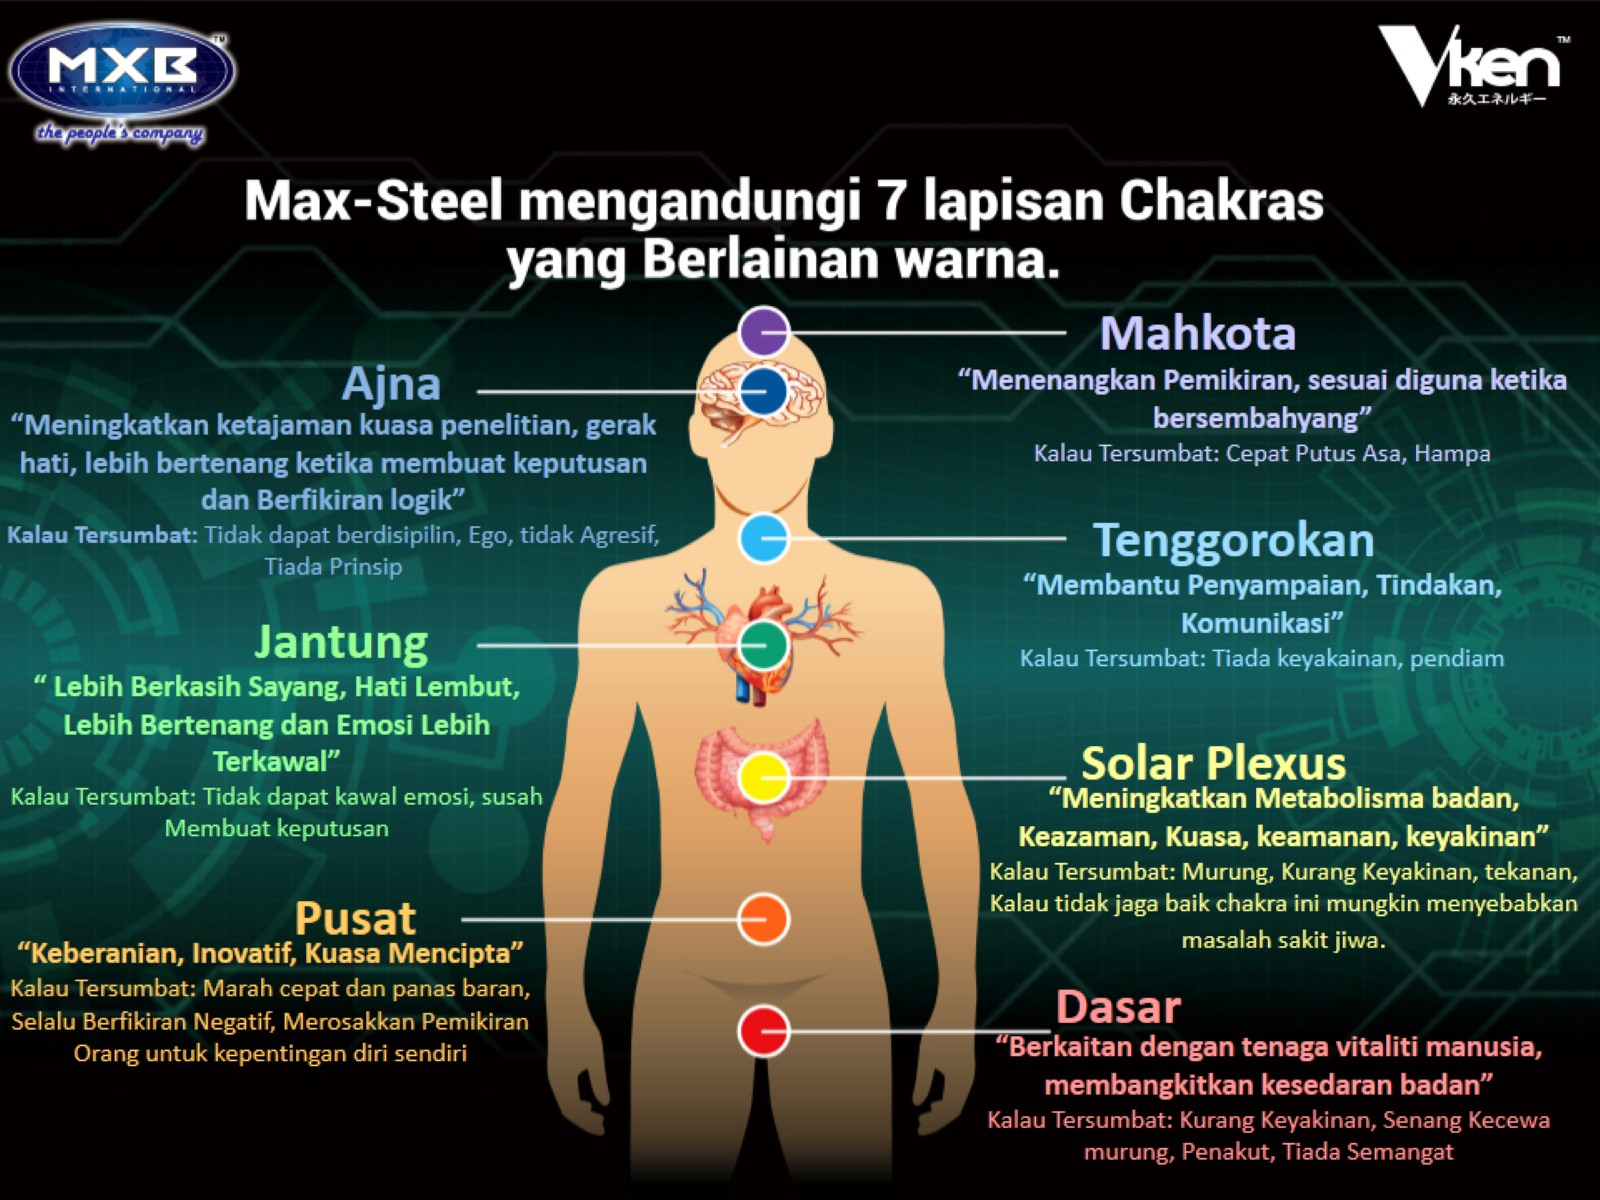 MXB
INTERNATIONAL
the people's company
TM
Vken
TM
永久エネルギー
Max-Steel mengandungi 7 lapisan Chakras
yang Berlainan warna.
Mahkota
“Menenangkan Pemikiran, sesuai diguna ketika
bersembahyang”
Kalau Tersumbat: Cepat Putus Asa, Hampa
Ajna
“Meningkatkan ketajaman kuasa penelitian, gerak
hati, lebih bertenang ketika membuat keputusan
dan Berfikiran logik”
Kalau Tersumbat: Tidak dapat berdisipilin, Ego, tidak Agresif,
Tiada Prinsip
Tenggorokan
“Membantu Penyampaian, Tindakan,
Komunikasi”
Kalau Tersumbat: Tiada keyakainan, pendiam
Jantung
“ Lebih Berkasih Sayang, Hati Lembut,
Lebih Bertenang dan Emosi Lebih
Terkawal”
Kalau Tersumbat: Tidak dapat kawal emosi, susah
Membuat keputusan
Solar Plexus
“Meningkatkan Metabolisma badan,
Keazaman, Kuasa, keamanan, keyakinan”
Kalau Tersumbat: Murung, Kurang Keyakinan, tekanan,
Kalau tidak jaga baik chakra ini mungkin menyebabkan
masalah sakit jiwa.
Pusat
“Keberanian, Inovatif, Kuasa Mencipta”
Kalau Tersumbat: Marah cepat dan panas baran,
Selalu Berfikiran Negatif, Merosakkan Pemikiran
Orang untuk kepentingan diri sendiri
Dasar
“Berkaitan dengan tenaga vitaliti manusia,
membangkitkan kesedaran badan”
Kalau Tersumbat: Kurang Keyakinan, Senang Kecewa
murung, Penakut, Tiada Semangat